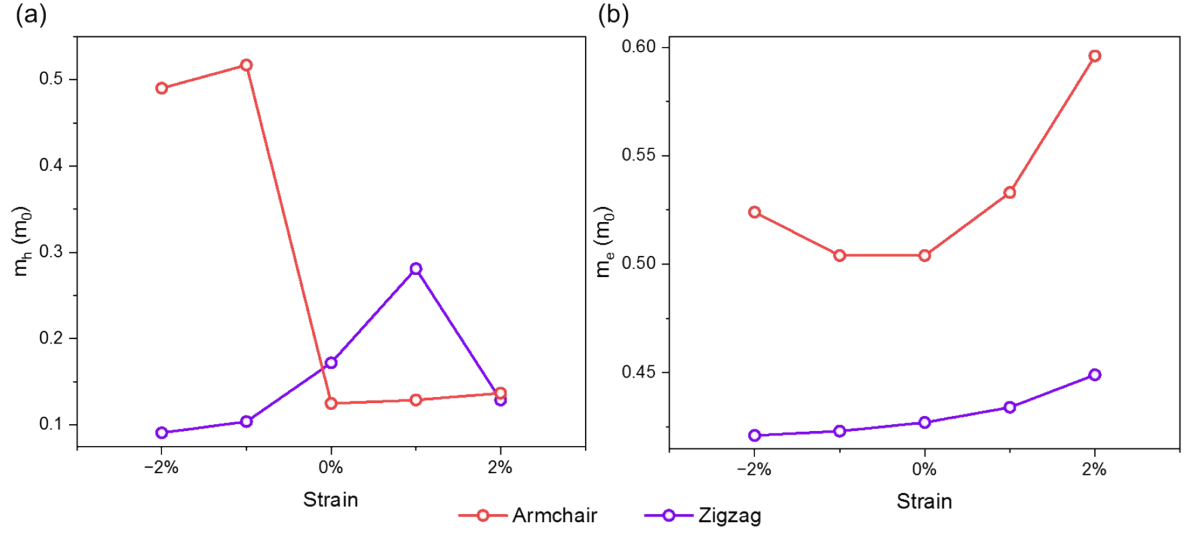 (a)
0.5
0.4
0.3
0.2
0.1
mₕ (m₀)
−2% 0% 2%
Strain
(b)
0.60
0.55
0.50
0.45
mₑ (m₀)
−2% 0% 2%
Strain
Armchair Zigzag